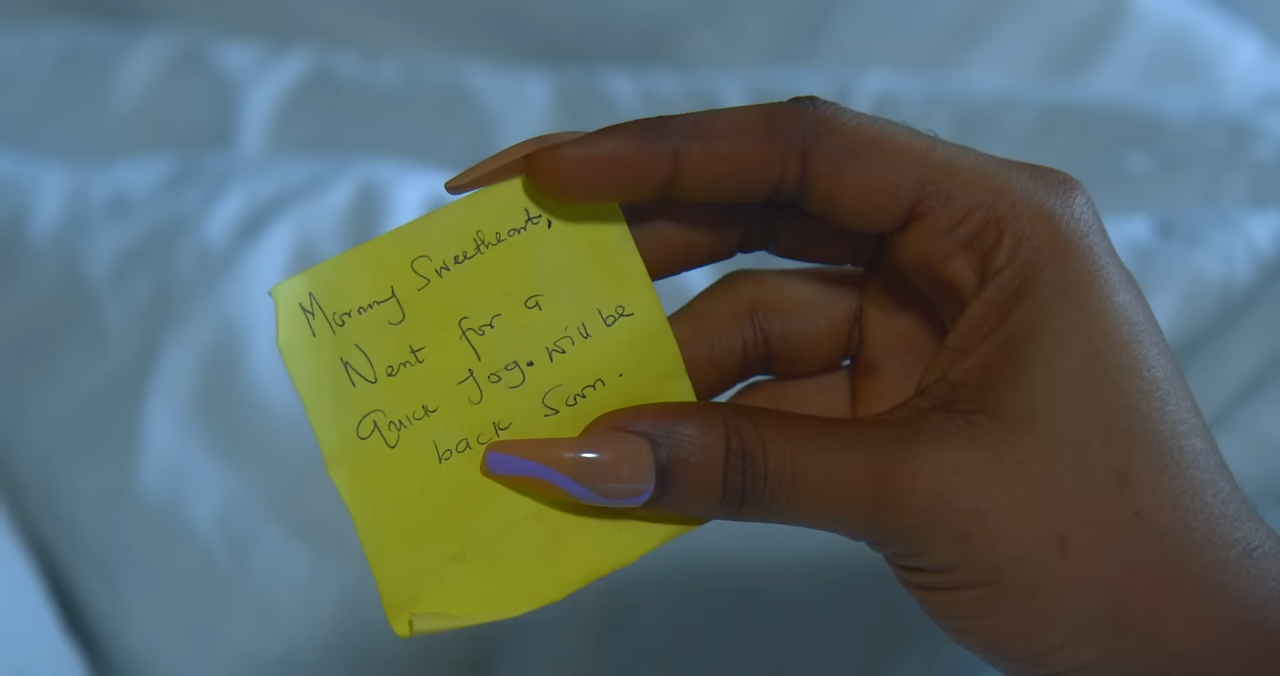 Morning Sweetheart,
Went for a
Quick Jog. will be
back soon.